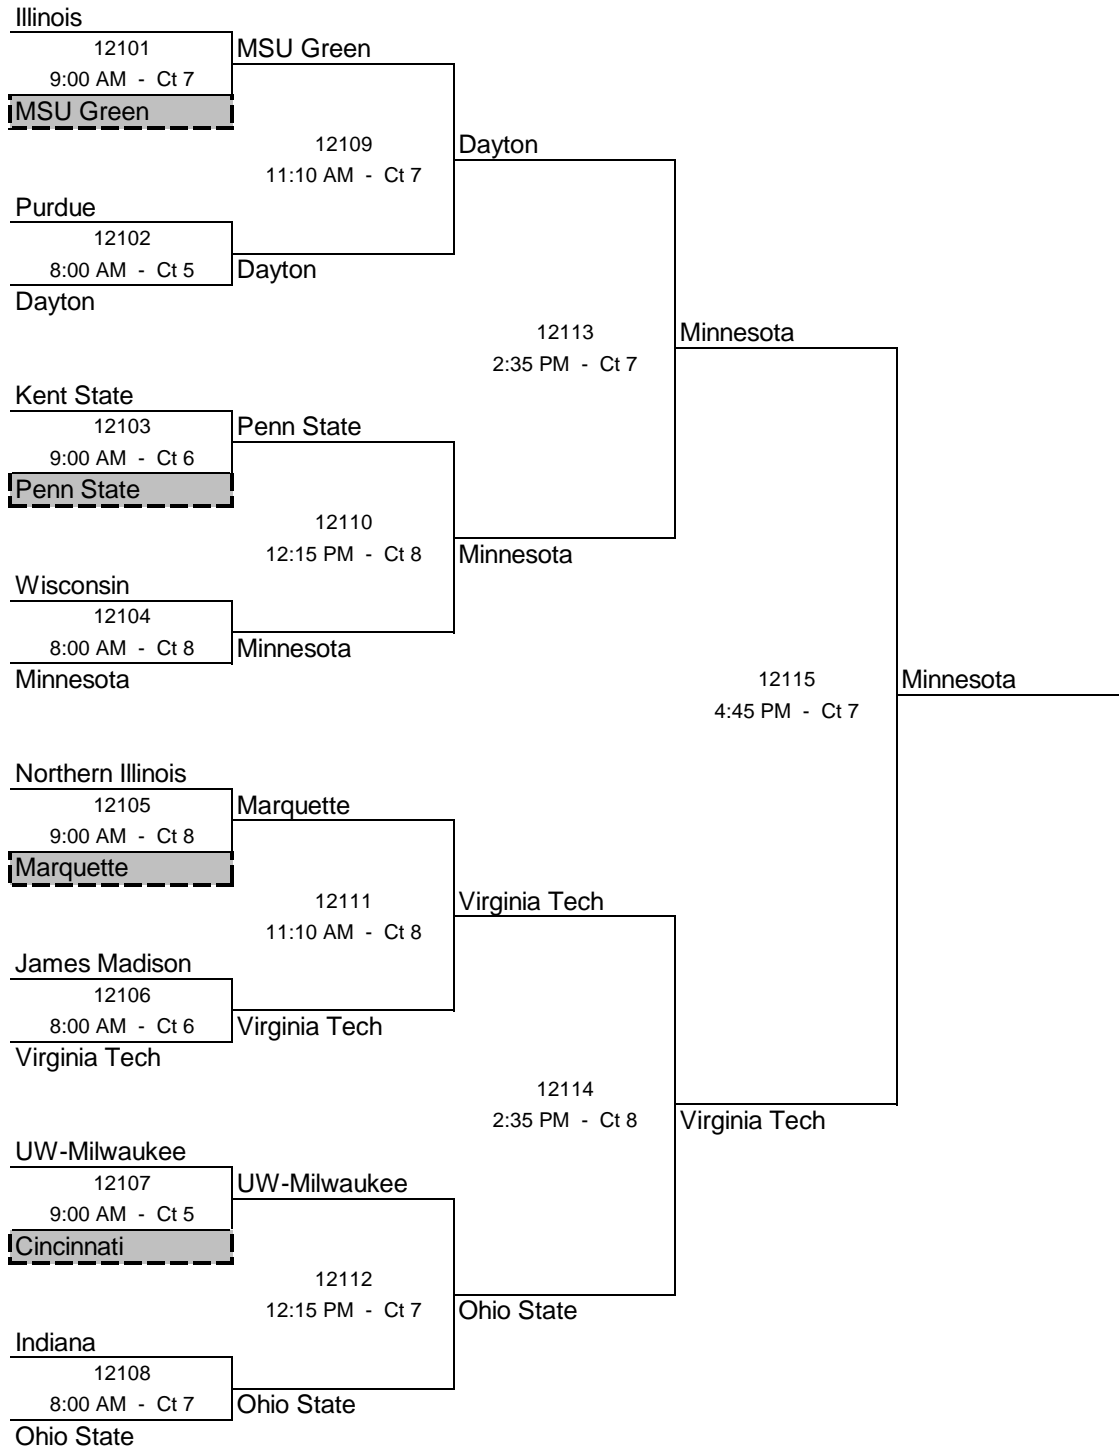 Illinois
12101
MSU Green
9:00 AM - Ct 7
MSU Green
12109
Dayton
11:10 AM - Ct 7
Purdue
12102
8:00 AM - Ct 5
Dayton
Dayton
12113
Minnesota
2:35 PM - Ct 7
Kent State
12103
Penn State
9:00 AM - Ct 6
Penn State
12110
12:15 PM - Ct 8
Minnesota
Wisconsin
12104
8:00 AM - Ct 8
Minnesota
Minnesota
12115
Minnesota
4:45 PM - Ct 7
Northern Illinois
12105
Marquette
9:00 AM - Ct 8
Marquette
12111
Virginia Tech
11:10 AM - Ct 8
James Madison
12106
8:00 AM - Ct 6
Virginia Tech
Virginia Tech
12114
2:35 PM - Ct 8
Virginia Tech
UW-Milwaukee
12107
UW-Milwaukee
9:00 AM - Ct 5
Cincinnati
12112
12:15 PM - Ct 7
Ohio State
Indiana
12108
8:00 AM - Ct 7
Ohio State
Ohio State